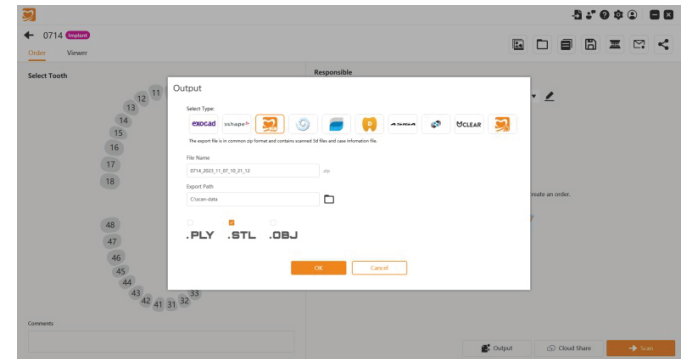 0714 Implant
Order Viewer
Select Tooth
Responsible
Output
Select Type:
exocad 3shape ASIGA UCLEAR
The export file is in common zip format and contains scanned 3d files and case infomation file.
File Name
0714_2023_11_07_10_21_12 .zip
Export Path
C:\scan-data
.PLY .STL .OBJ
OK Cancel
create an order.
11
12
13
14
15
16
17
18
48
47
46
45
44
43
42 41 31 32 33
Comments
Output Cloud Share Scan